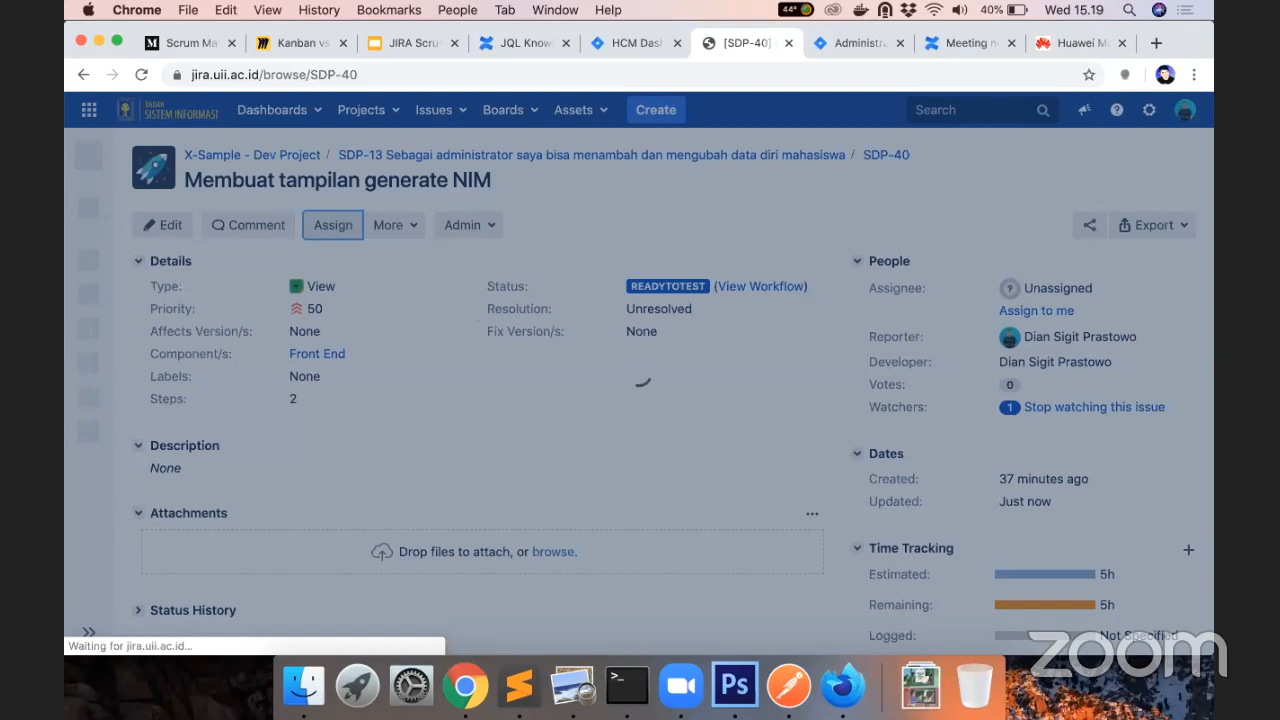 Chrome File Edit View History Bookmarks People Tab Window Help 44° 40% Wed 15.19
Scrum Ma Kanban vs JIRA Scru JQL Know HCM Das [SDP-40] Administra Meeting n Huawei M
jira.uii.ac.id/browse/SDP-40
BADAN
SISTEM INFORMASI
Dashboards Projects Issues Boards Assets Create Search
X-Sample - Dev Project / SDP-13 Sebagai administrator saya bisa menambah dan mengubah data diri mahasiswa / SDP-40
Membuat tampilan generate NIM
Edit Comment Assign More Admin Export
Details
Type: View
Priority: 50
Affects Version/s: None
Component/s: Front End
Labels: None
Steps: 2
Status: READYTOTEST (View Workflow)
Resolution: Unresolved
Fix Version/s: None
Description
None
Attachments
Drop files to attach, or browse.
Status History
People
Assignee: Unassigned
Assign to me
Reporter: Dian Sigit Prastowo
Developer: Dian Sigit Prastowo
Votes: 0
Watchers: 1 Stop watching this issue
Dates
Created: 37 minutes ago
Updated: Just now
Time Tracking
Estimated: 5h
Remaining: 5h
Logged: Not Specified
Waiting for jira.uii.ac.id...
Ps
zoom